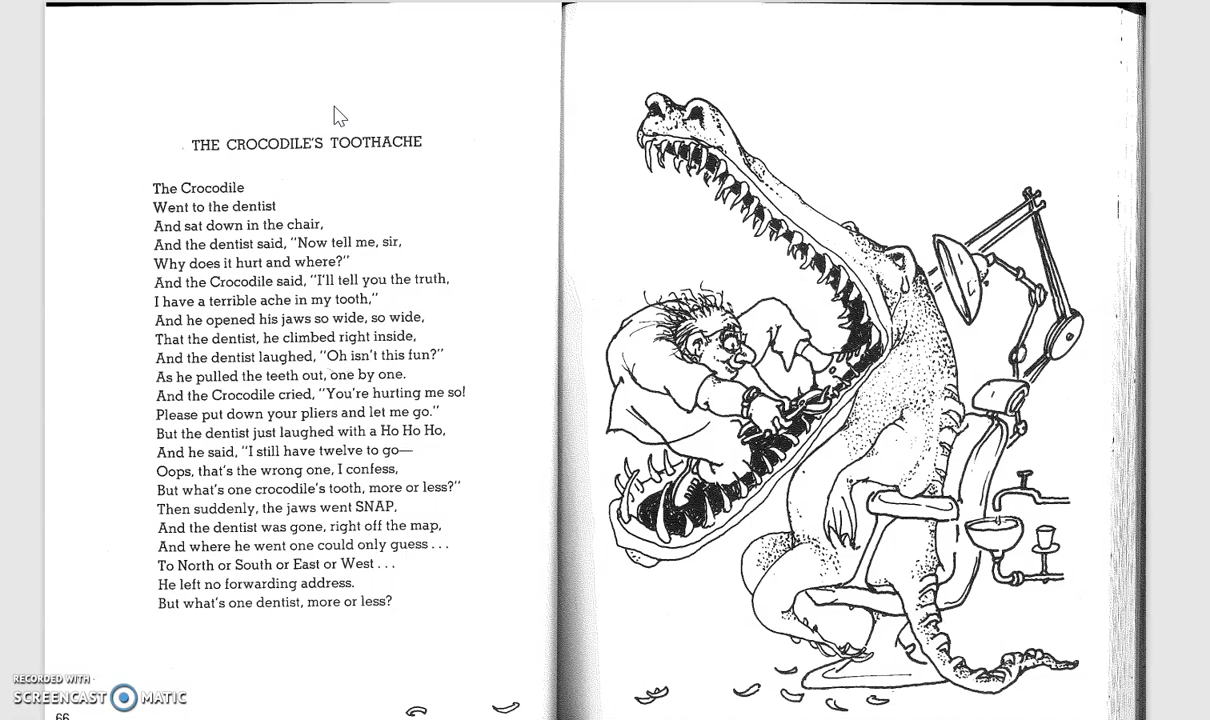 THE CROCODILE'S TOOTHACHE
The Crocodile
Went to the dentist
And sat down in the chair,
And the dentist said, "Now tell me, sir,
Why does it hurt and where?"
And the Crocodile said, "I'll tell you the truth,
I have a terrible ache in my tooth,"
And he opened his jaws so wide, so wide,
That the dentist, he climbed right inside,
And the dentist laughed, "Oh isn't this fun?"
As he pulled the teeth out, one by one.
And the Crocodile cried, "You're hurting me so!
Please put down your pliers and let me go."
But the dentist just laughed with a Ho Ho Ho,
And he said, "I still have twelve to go—
Oops, that's the wrong one, I confess,
But what's one crocodile's tooth, more or less?"
Then suddenly, the jaws went SNAP,
And the dentist was gone, right off the map,
And where he went one could only guess . . .
To North or South or East or West . . .
He left no forwarding address.
But what's one dentist, more or less?
RECORDED WITH
SCREENCAST MATIC
66